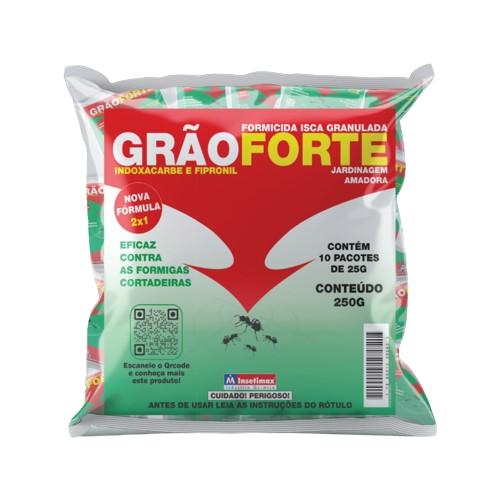 GRÃOFORTE
FORMICIDA ISCA GRANULADA
GRÃOFORTE
INDOXACARBE E FIPRONIL
JARDINAGEM
AMADORA
NOVA
FÓRMULA
2x1
EFICAZ
CONTRA
AS FORMIGAS
CORTADEIRAS
CONTÉM
10 PACOTES
DE 25G
CONTEÚDO
250G
Escaneie o Qrcode
e conheça mais
este produto!
Insetimax
CUIDADO! PERIGOSO!
ANTES DE USAR LEIA AS INSTRUÇÕES DO RÓTULO